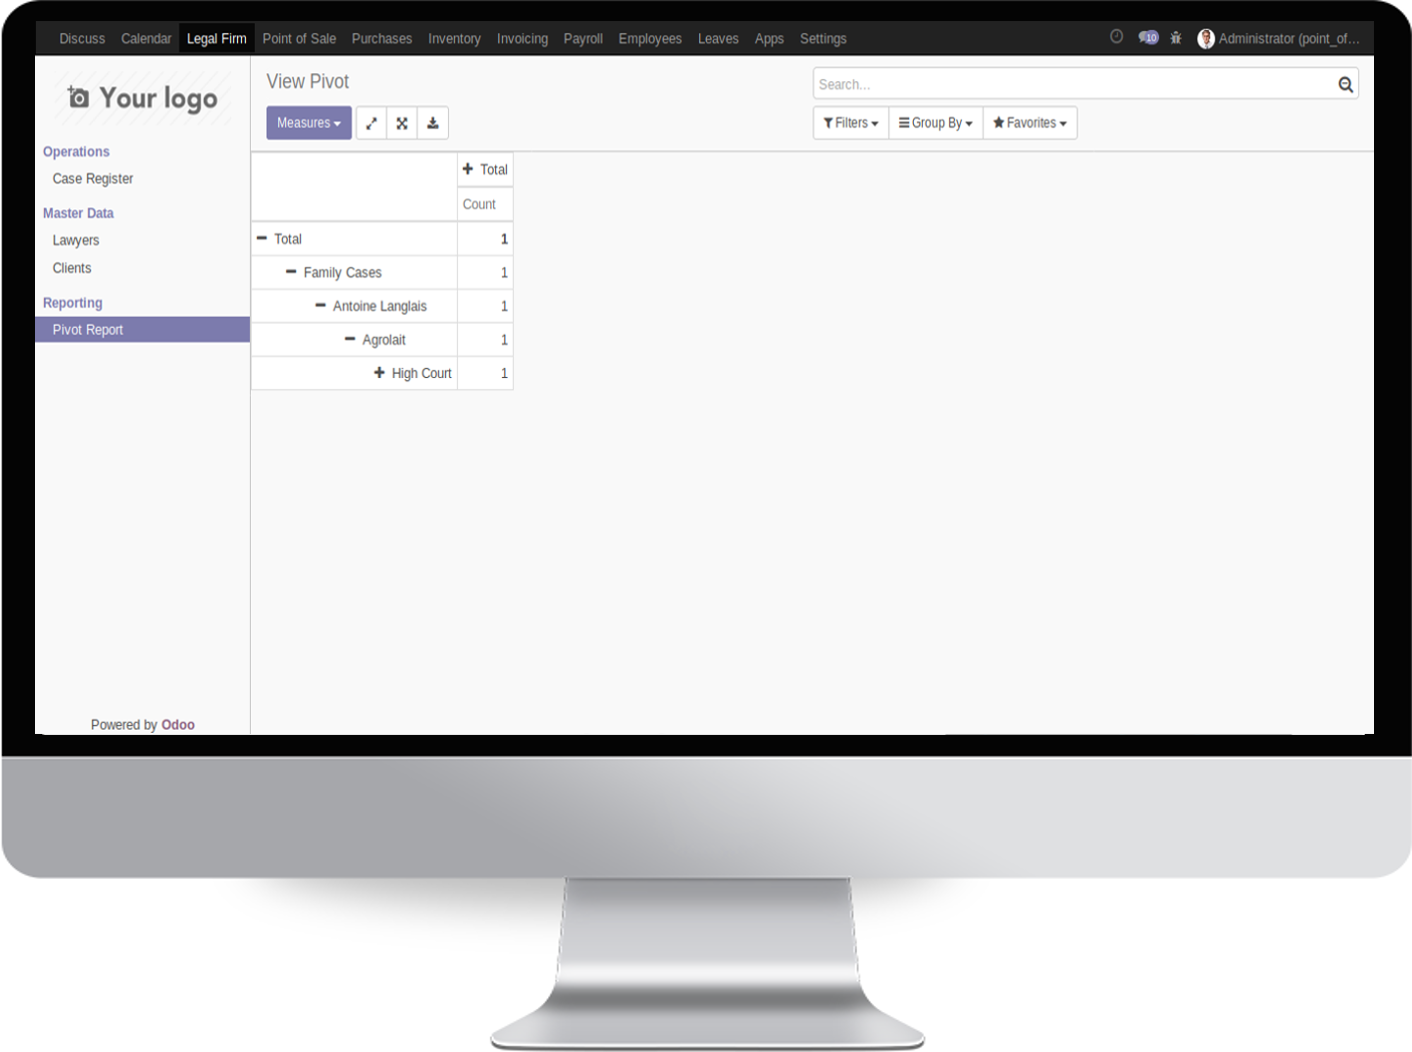 Discuss Calendar Legal Firm Point of Sale Purchases Inventory Invoicing Payroll Employees Leaves Apps Settings 10 Administrator (point_of...
Your logo
View Pivot
Search...
Measures
Filters Group By Favorites
Operations
Case Register
Master Data
Lawyers
Clients
Reporting
Pivot Report
Total
Count
Total 1
Family Cases 1
Antoine Langlais 1
Agrolait 1
High Court 1
Powered by Odoo